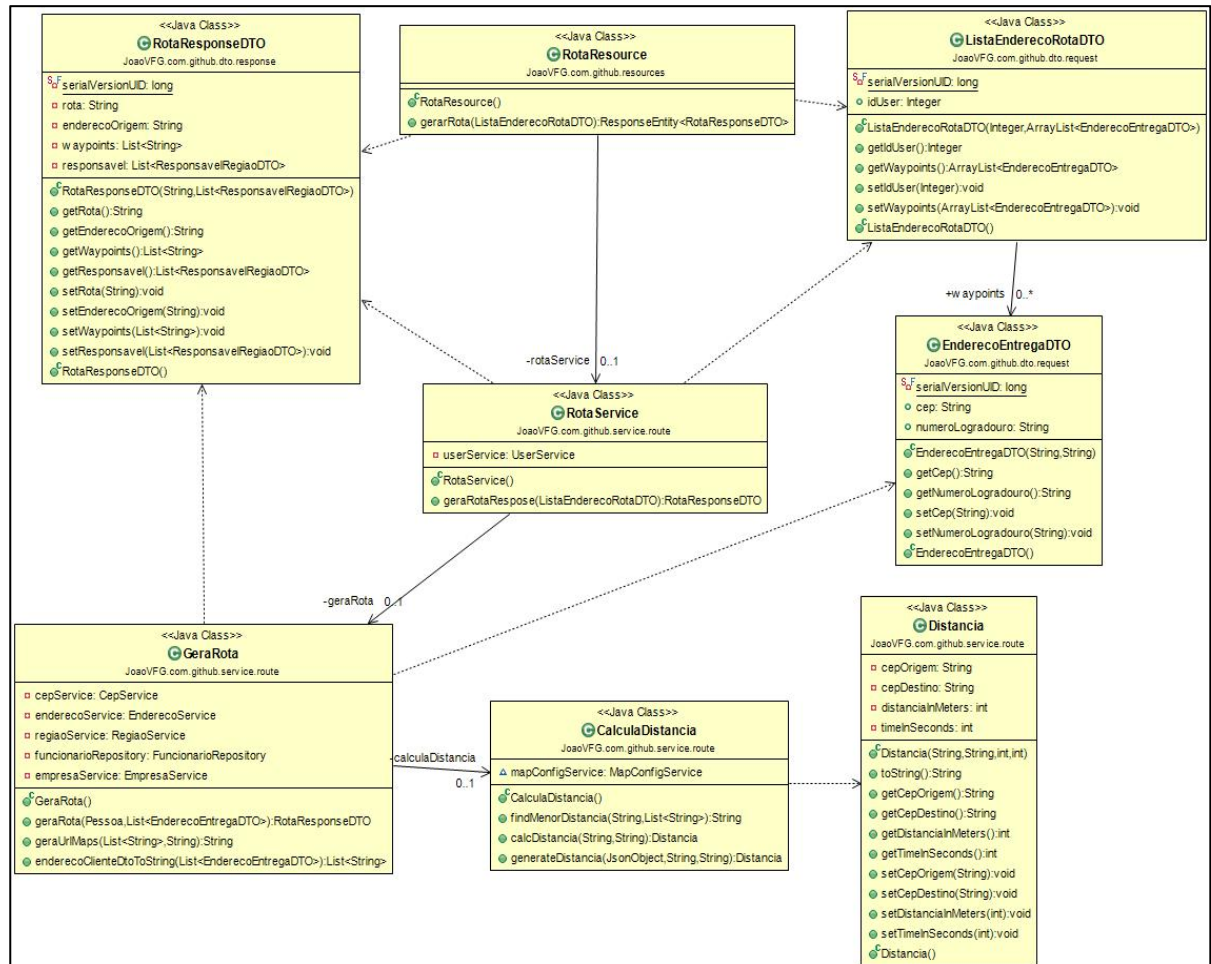 <<Java Class>>
RotaResponseDTO
JoaoVFG.com.github.dto.response
serialVersionUID: long
rota: String
enderecoOrigem: String
waypoints: List<String>
responsavel: List<ResponsavelRegiaoDTO>
RotaResponseDTO(String,List<ResponsavelRegiaoDTO>)
getRota():String
getEnderecoOrigem():String
getWaypoints():List<String>
getResponsavel():List<ResponsavelRegiaoDTO>
setRota(String):void
setEnderecoOrigem(String):void
setWaypoints(List<String>):void
setResponsavel(List<ResponsavelRegiaoDTO>):void
RotaResponseDTO()
<<Java Class>>
RotaResource
JoaoVFG.com.github.resources
RotaResource()
gerarRota(ListaEnderecoRotaDTO):ResponseEntity<RotaResponseDTO>
<<Java Class>>
ListaEnderecoRotaDTO
JoaoVFG.com.github.dto.request
serialVersionUID: long
idUser: Integer
ListaEnderecoRotaDTO(Integer,ArrayList<EnderecoEntregaDTO>)
getIdUser():Integer
getWaypoints():ArrayList<EnderecoEntregaDTO>
setIdUser(Integer):void
setWaypoints(ArrayList<EnderecoEntregaDTO>):void
ListaEnderecoRotaDTO()
+waypoints 0..*
<<Java Class>>
EnderecoEntregaDTO
JoaoVFG.com.github.dto.request
serialVersionUID: long
cep: String
numeroLogradouro: String
EnderecoEntregaDTO(String,String)
getCep():String
getNumeroLogradouro():String
setCep(String):void
setNumeroLogradouro(String):void
EnderecoEntregaDTO()
-rotaService 0..1
<<Java Class>>
RotaService
JoaoVFG.com.github.service.route
userService: UserService
RotaService()
geraRotaRespose(ListaEnderecoRotaDTO):RotaResponseDTO
-geraRota 0..1
<<Java Class>>
GeraRota
JoaoVFG.com.github.service.route
cepService: CepService
enderecoService: EnderecoService
regiaoService: RegiaoService
funcionarioRepository: FuncionarioRepository
empresaService: EmpresaService
GeraRota()
geraRota(Pessoa,List<EnderecoEntregaDTO>):RotaResponseDTO
geraUrlMaps(List<String>,String):String
enderecoClienteDtoToString(List<EnderecoEntregaDTO>):List<String>
-calculaDistancia
0..1
<<Java Class>>
CalculaDistancia
JoaoVFG.com.github.service.route
mapConfigService: MapConfigService
CalculaDistancia()
findMenorDistancia(String,List<String>):String
calcDistancia(String,String):Distancia
generateDistancia(JsonObject,String,String):Distancia
<<Java Class>>
Distancia
JoaoVFG.com.github.service.route
cepOrigem: String
cepDestino: String
distanciaInMeters: int
timeInSeconds: int
Distancia(String,String,int,int)
toString():String
getCepOrigem():String
getCepDestino():String
getDistanciaInMeters():int
getTimeInSeconds():int
setCepOrigem(String):void
setCepDestino(String):void
setDistanciaInMeters(int):void
setTimeInSeconds(int):void
Distancia()